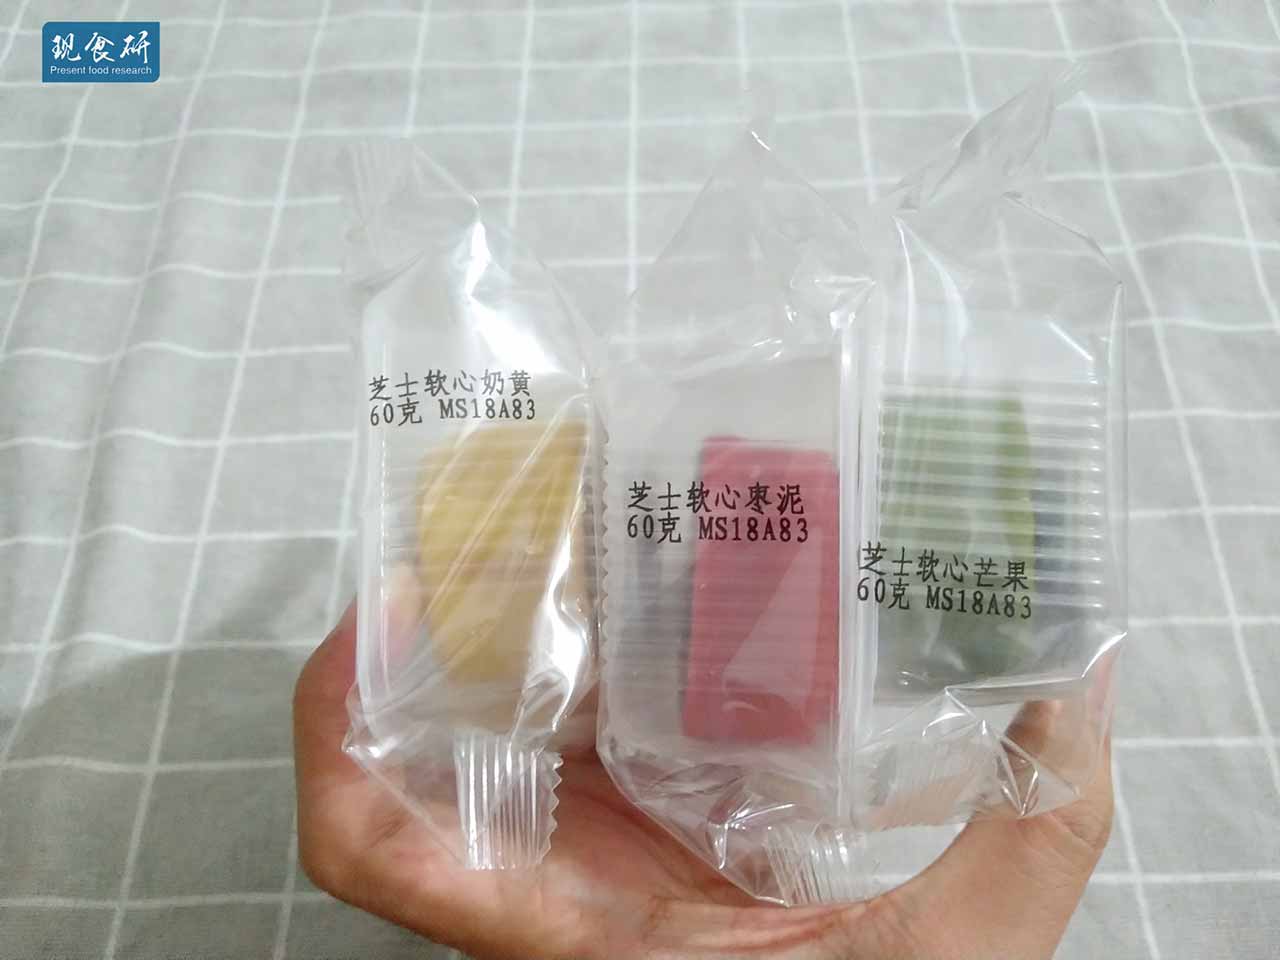 现食研
Present food research
芝士软心奶黄
60克 MS18A83
芝士软心枣泥
60克 MS18A83
芝士软心芒果
60克 MS18A83